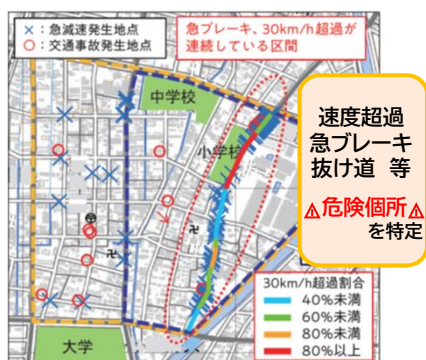 ×：急減速発生地点
○：交通事故発生地点
急ブレーキ、30km/h超過が
連続している区間
中学校
小学校
速度超過
急ブレーキ
抜け道 等
⚠危険個所⚠
を特定
卍
卍
30km/h超過割合
40%未満
60%未満
80%未満
80%以上
大学